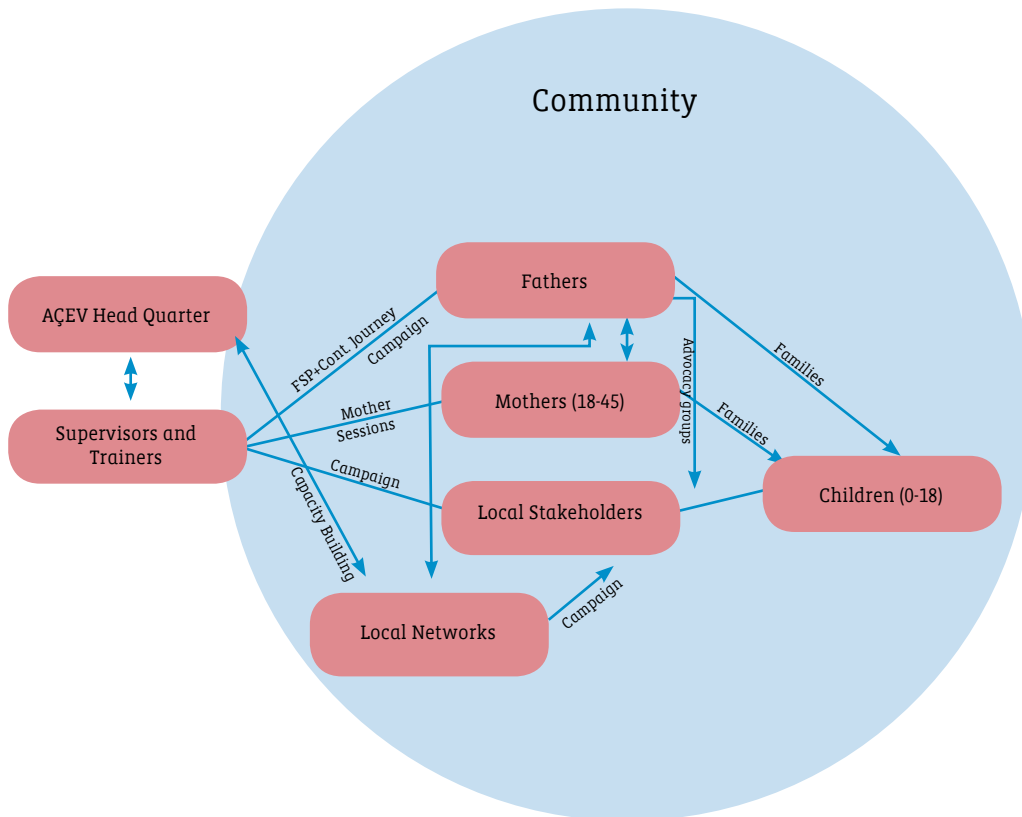 Community
Fathers
AÇEV Head Quarter
FSP+Cont. Journey
Campaign
Advocacy groups
Families
Mothers (18-45)
Mother
Sessions
Families
Supervisors and
Trainers
Campaign
Capacity Building
Local Stakeholders
Children (0-18)
Campaign
Local Networks